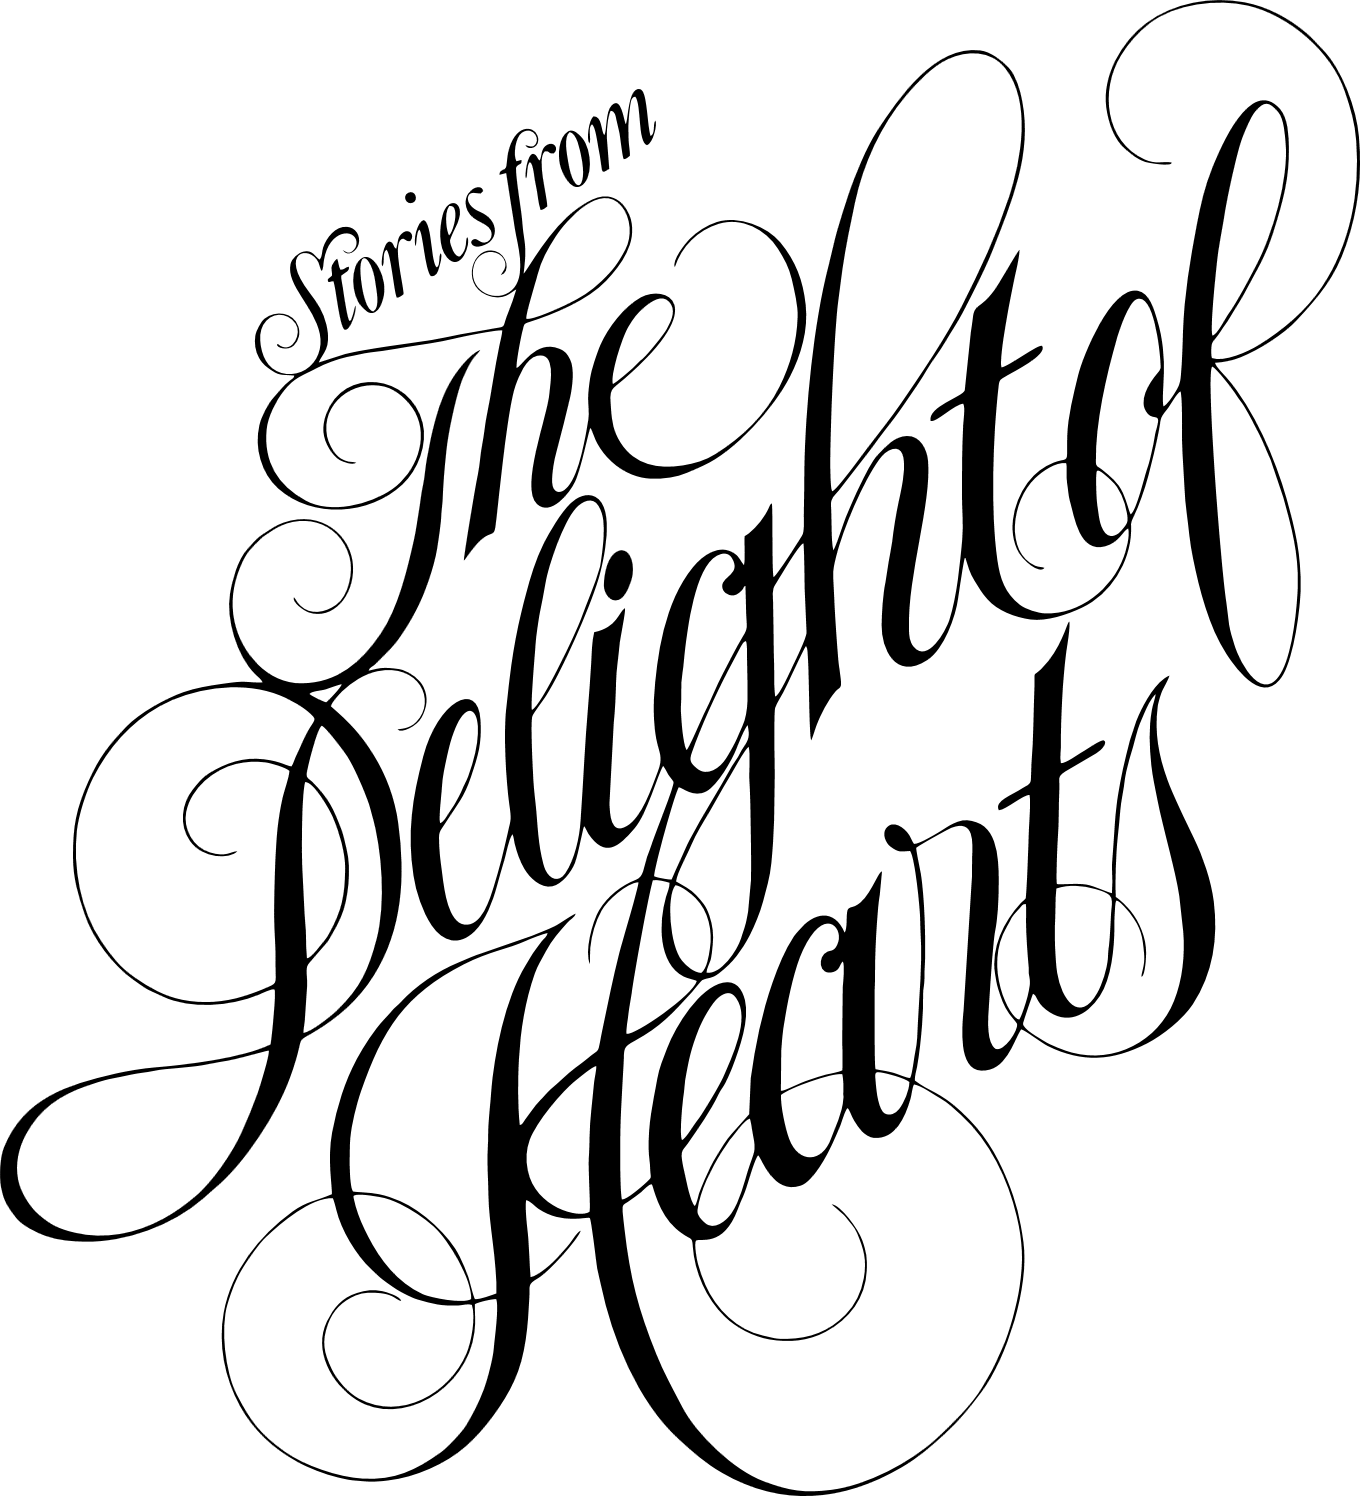 Stories from
The
Delight of
Hearts